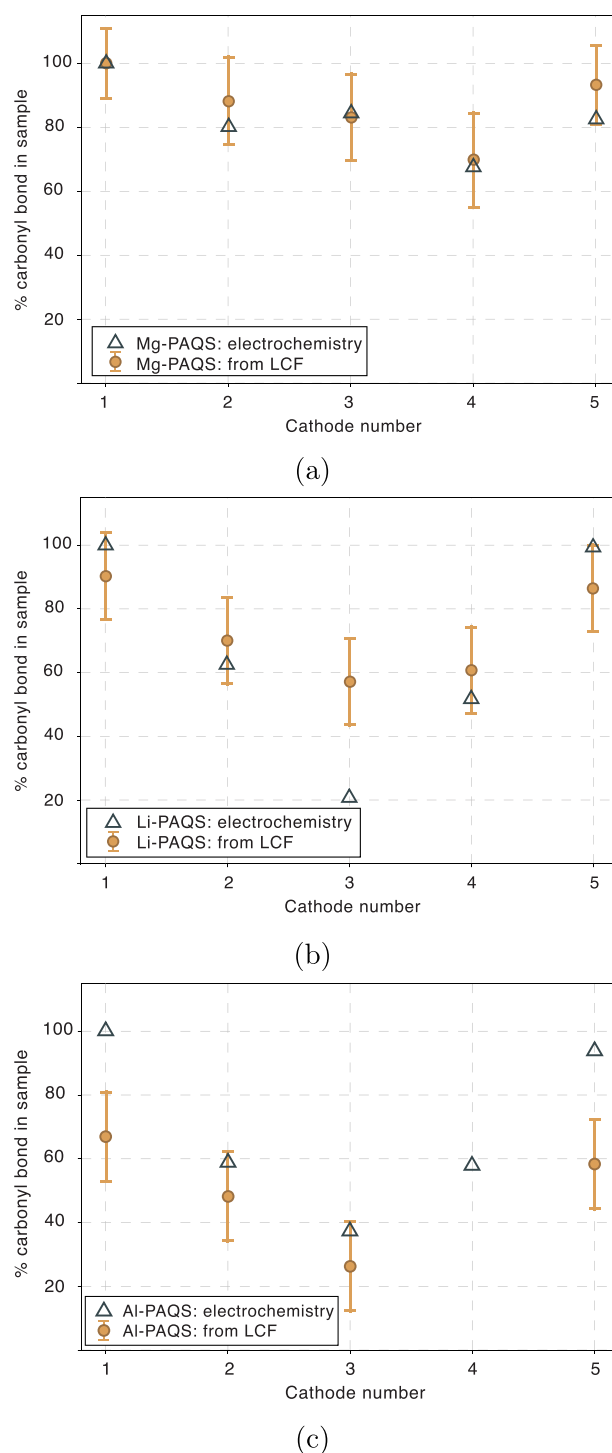 % carbonyl bond in sample
100
80
60
40
20
Mg-PAQS: electrochemistry
Mg-PAQS: from LCF
1 2 3 4 5
Cathode number
(a)
% carbonyl bond in sample
100
80
60
40
20
Li-PAQS: electrochemistry
Li-PAQS: from LCF
1 2 3 4 5
Cathode number
(b)
% carbonyl bond in sample
100
80
60
40
20
Al-PAQS: electrochemistry
Al-PAQS: from LCF
1 2 3 4 5
Cathode number
(c)